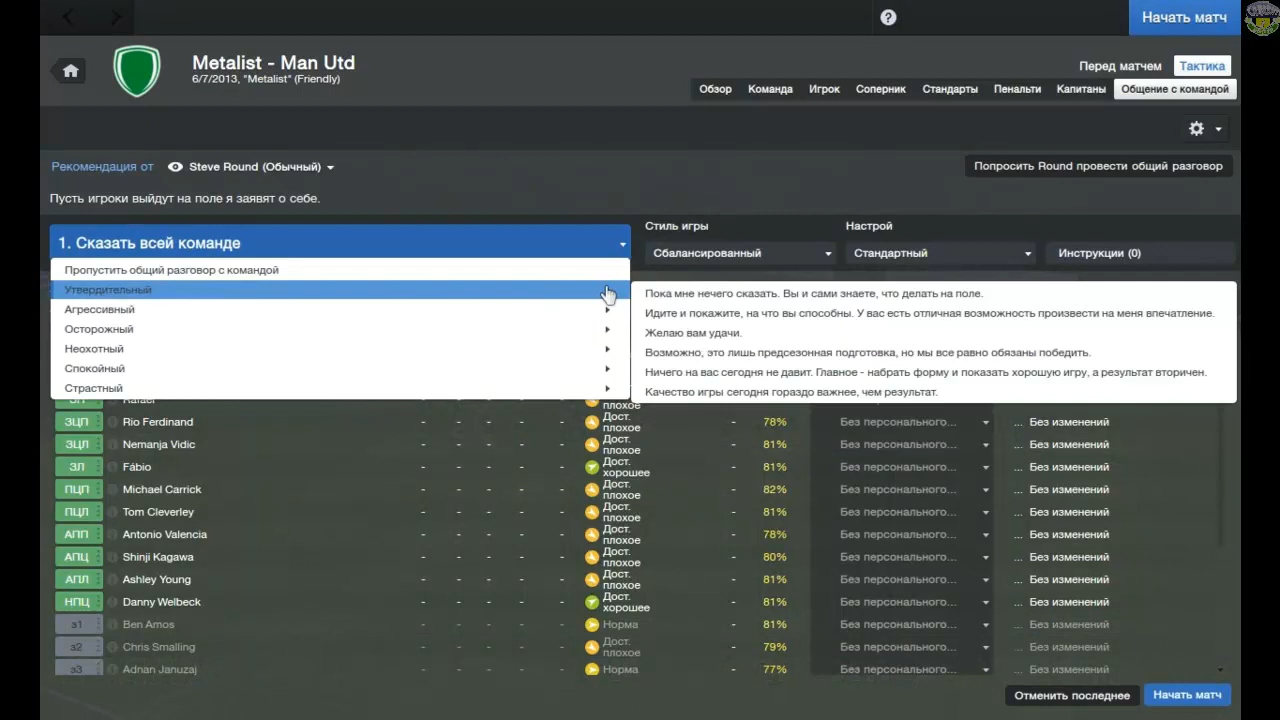 Начать матч
Metalist - Man Utd
6/7/2013, "Metalist" (Friendly)
Перед матчем Тактика
Обзор Команда Игрок Соперник Стандарты Пенальти Капитаны Общение с командой
Рекомендация от Steve Round (Обычный)
Попросить Round провести общий разговор
Пусть игроки выйдут на поле я заявят о себе.
Стиль игры Настрой
1. Сказать всей команде
Сбалансированный Стандартный Инструкции (0)
Пропустить общий разговор с командой
Утвердительный
Агрессивный
Осторожный
Неохотный
Спокойный
Страстный
Пока мне нечего сказать. Вы и сами знаете, что делать на поле.
Идите и покажите, на что вы способны. У вас есть отличная возможность произвести на меня впечатление.
Желаю вам удачи.
Возможно, это лишь предсезонная подготовка, но мы все равно обязаны победить.
Ничего на вас сегодня не давит. Главное - набрать форму и показать хорошую игру, а результат вторичен.
Качество игры сегодня гораздо важнее, чем результат.
Rafael плохое
ЗЦП Rio Ferdinand - - - - - Дост. плохое - 78% Без персонального... ... Без изменений
ЗЦЛ Nemanja Vidic - - - - - Дост. плохое - 81% Без персонального... ... Без изменений
ЗЛ Fábio - - - - - Дост. хорошее - 81% Без персонального... ... Без изменений
ПЦП Michael Carrick - - - - - Дост. плохое - 82% Без персонального... ... Без изменений
ПЦЛ Tom Cleverley - - - - - Дост. плохое - 81% Без персонального... ... Без изменений
АПП Antonio Valencia - - - - - Дост. плохое - 78% Без персонального... ... Без изменений
АПЦ Shinji Kagawa - - - - - Дост. плохое - 80% Без персонального... ... Без изменений
АПЛ Ashley Young - - - - - Дост. плохое - 81% Без персонального... ... Без изменений
НПЦ Danny Welbeck - - - - - Дост. хорошее - 81% Без персонального... ... Без изменений
з1 Ben Amos - - - - - Норма - 81% Без персонального... ... Без изменений
з2 Chris Smalling - - - - - Дост. плохое - 79% Без персонального... ... Без изменений
з3 Adnan Januzaj - - - - - Норма - 77% Без персонального... ... Без изменений
Отменить последнее Начать матч